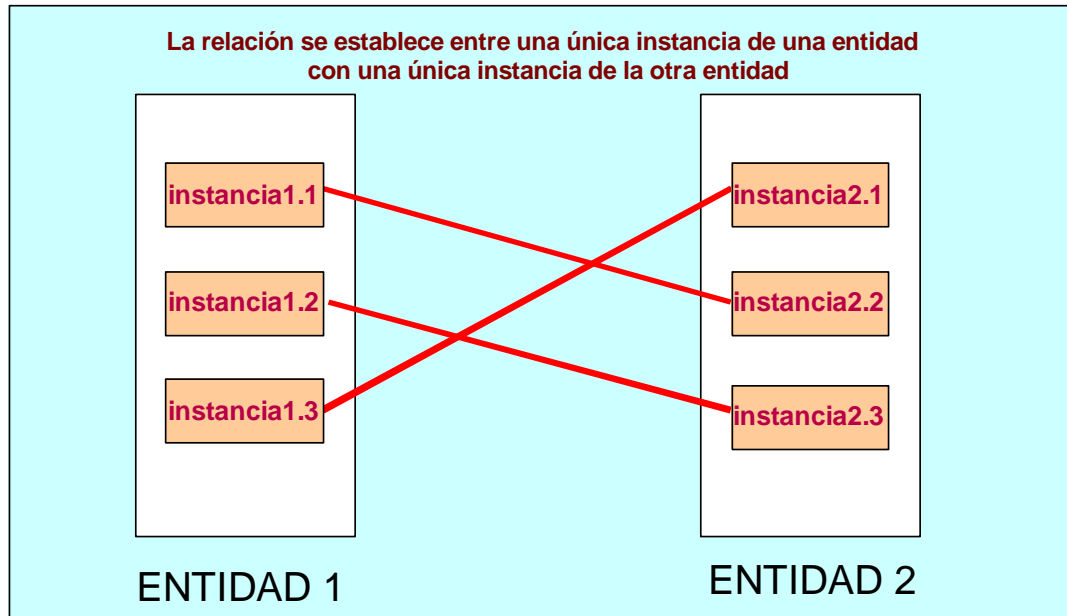 La relación se establece entre una única instancia de una entidad
con una única instancia de la otra entidad
instancia1.1
instancia1.2
instancia1.3
instancia2.1
instancia2.2
instancia2.3
ENTIDAD 1
ENTIDAD 2